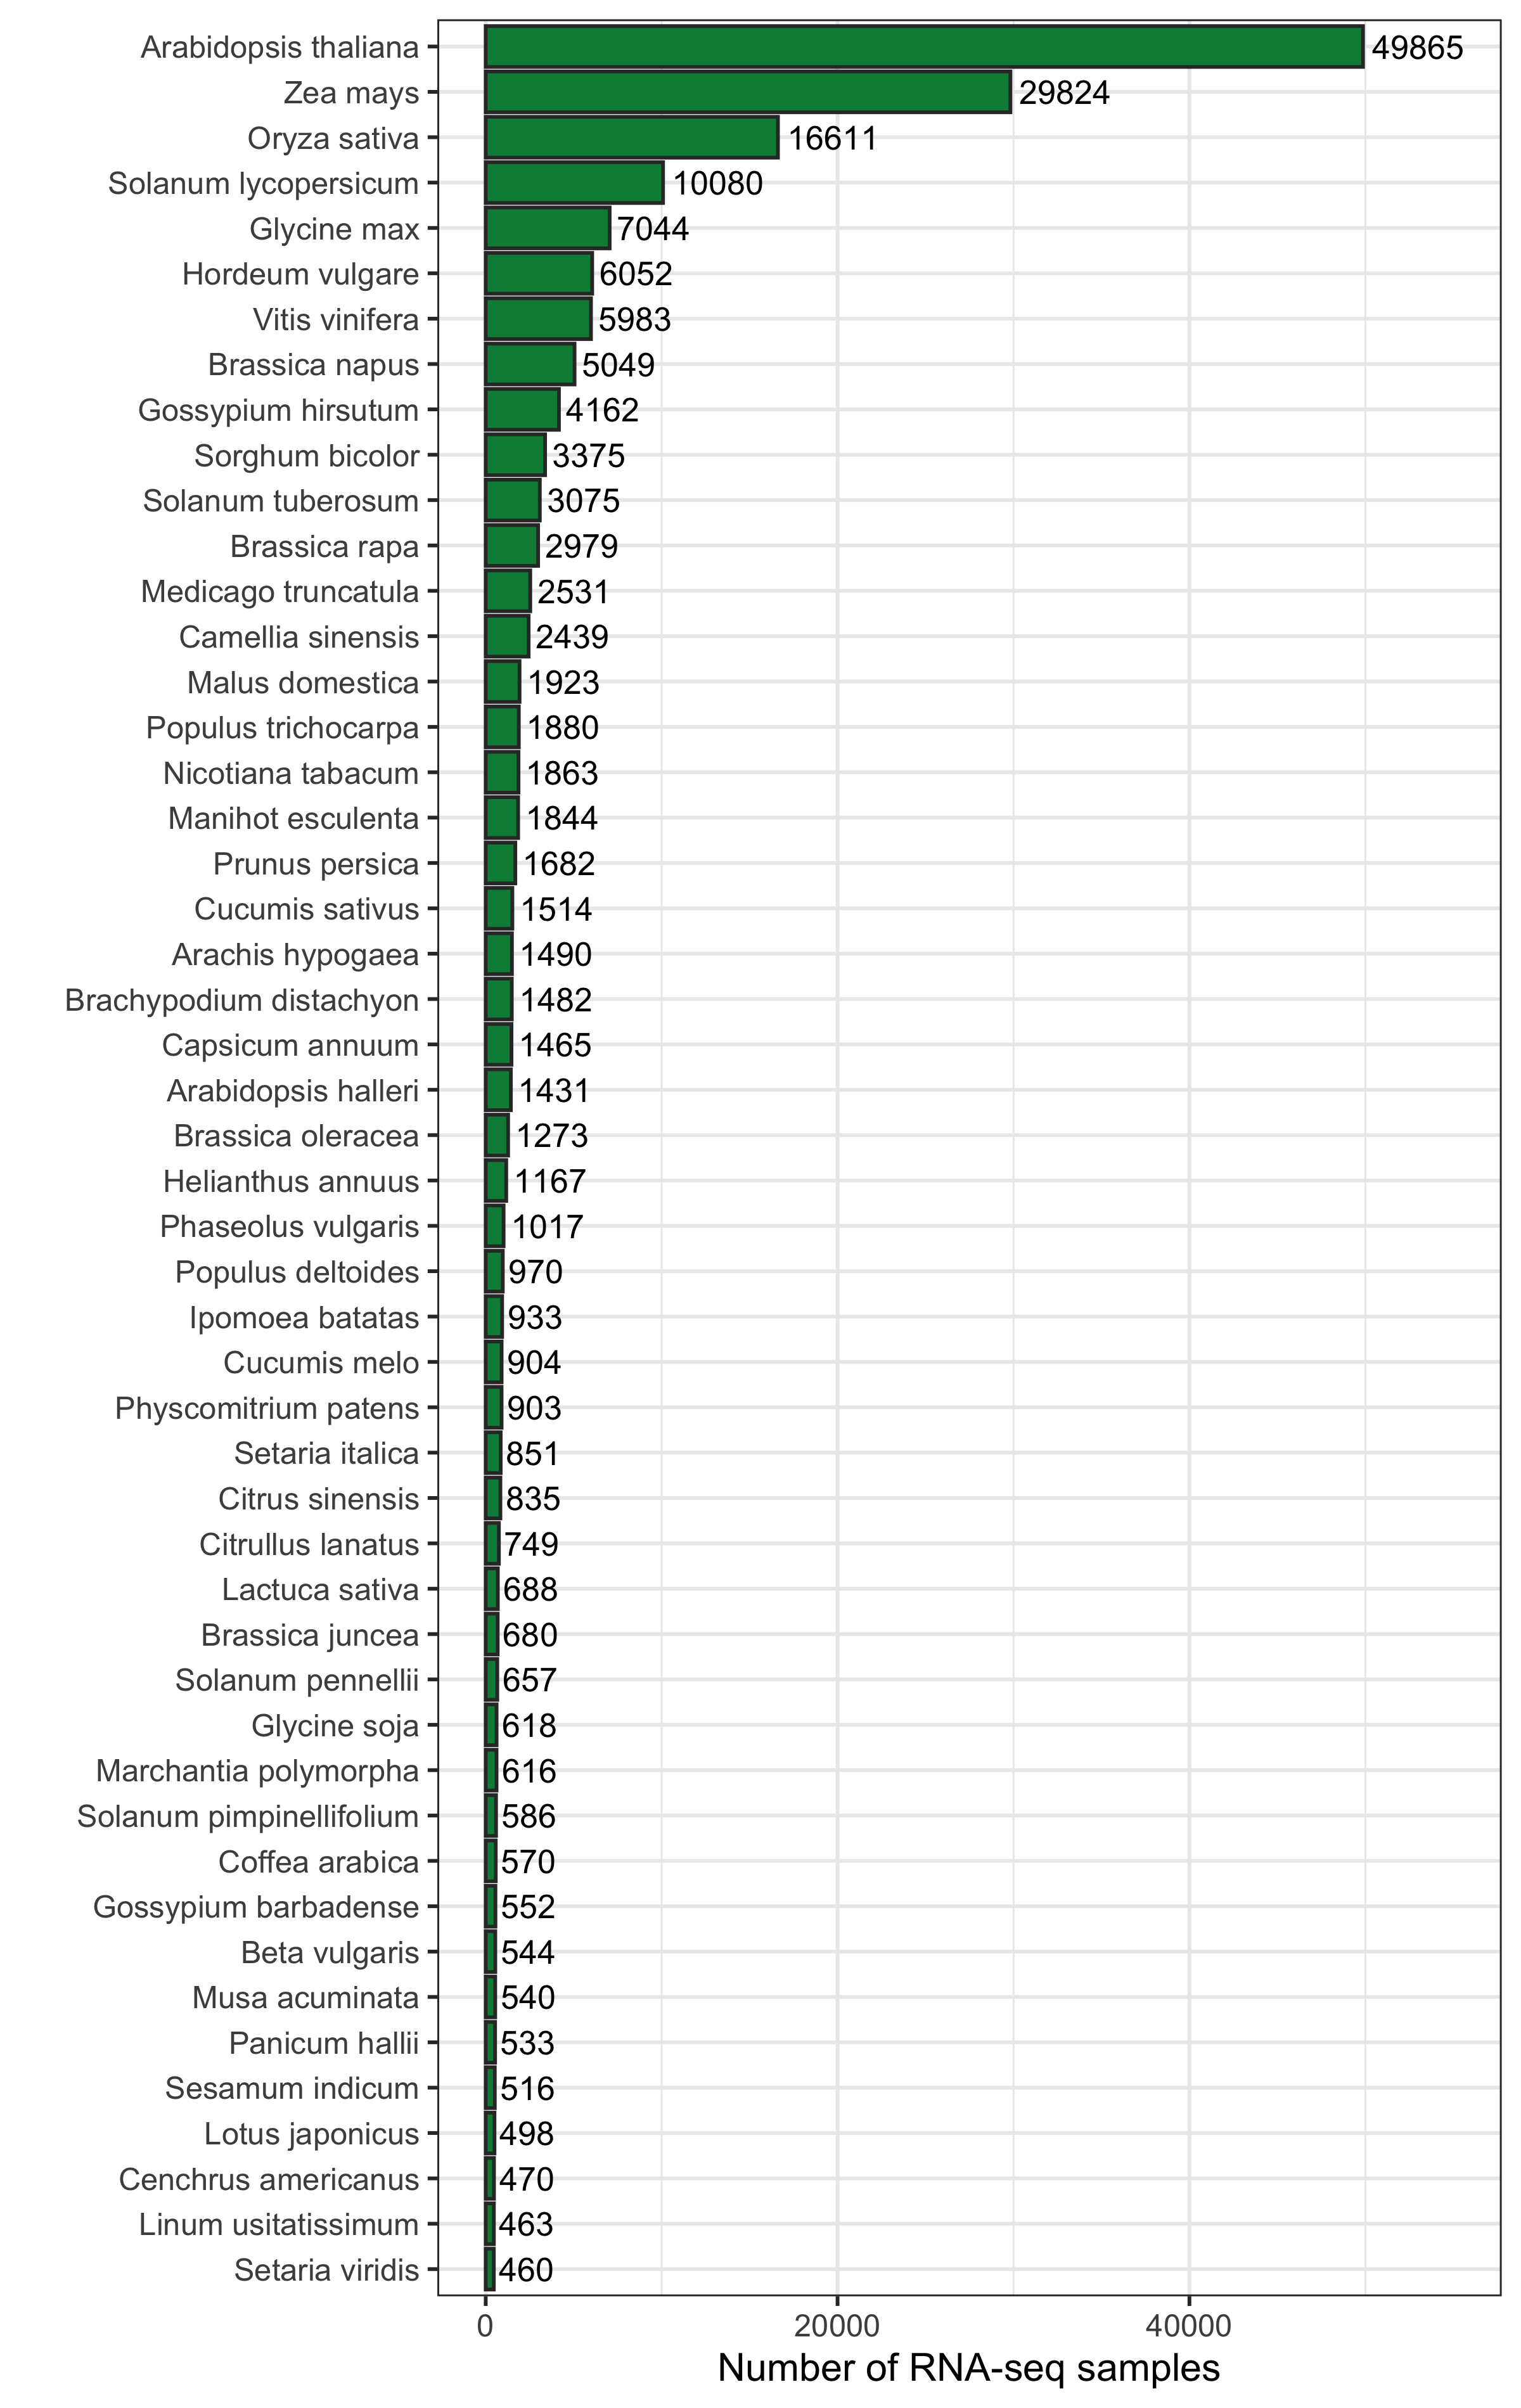 Arabidopsis thaliana 49865
Zea mays 29824
Oryza sativa 16611
Solanum lycopersicum 10080
Glycine max 7044
Hordeum vulgare 6052
Vitis vinifera 5983
Brassica napus 5049
Gossypium hirsutum 4162
Sorghum bicolor 3375
Solanum tuberosum 3075
Brassica rapa 2979
Medicago truncatula 2531
Camellia sinensis 2439
Malus domestica 1923
Populus trichocarpa 1880
Nicotiana tabacum 1863
Manihot esculenta 1844
Prunus persica 1682
Cucumis sativus 1514
Arachis hypogaea 1490
Brachypodium distachyon 1482
Capsicum annuum 1465
Arabidopsis halleri 1431
Brassica oleracea 1273
Helianthus annuus 1167
Phaseolus vulgaris 1017
Populus deltoides 970
Ipomoea batatas 933
Cucumis melo 904
Physcomitrium patens 903
Setaria italica 851
Citrus sinensis 835
Citrullus lanatus 749
Lactuca sativa 688
Brassica juncea 680
Solanum pennellii 657
Glycine soja 618
Marchantia polymorpha 616
Solanum pimpinellifolium 586
Coffea arabica 570
Gossypium barbadense 552
Beta vulgaris 544
Musa acuminata 540
Panicum hallii 533
Sesamum indicum 516
Lotus japonicus 498
Cenchrus americanus 470
Linum usitatissimum 463
Setaria viridis 460
0 20000 40000
Number of RNA-seq samples